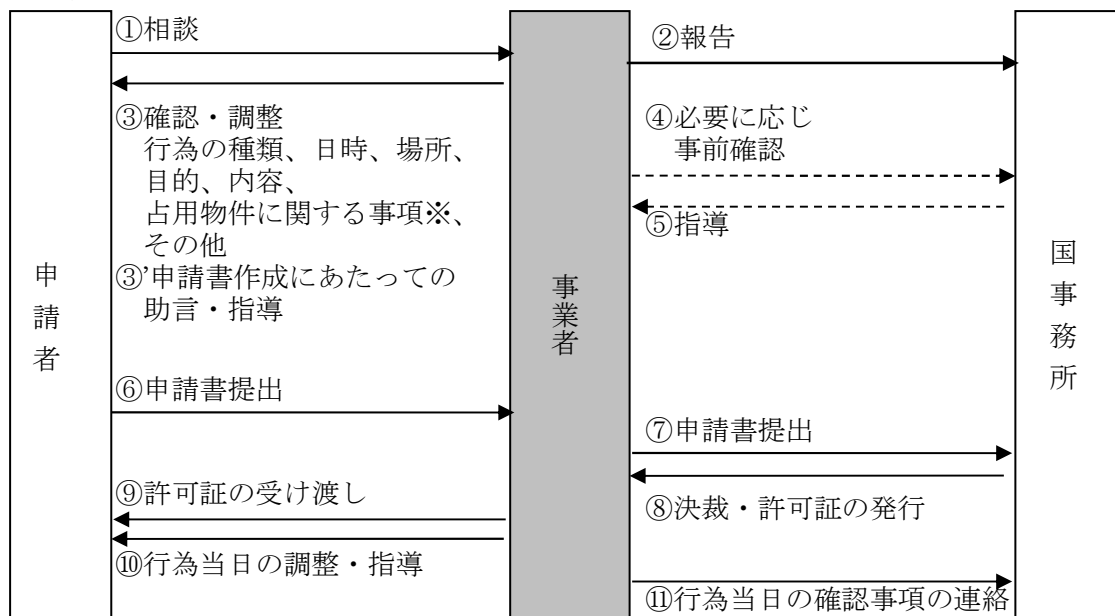 ①相談
②報告
③確認・調整
行為の種類、日時、場所、
目的、内容、
占用物件に関する事項※、
その他
③’申請書作成にあたっての
助言・指導
④必要に応じ
事前確認
⑤指導
申請者
事業者
国事務所
⑥申請書提出
⑦申請書提出
⑧決裁・許可証の発行
⑨許可証の受け渡し
⑩行為当日の調整・指導
⑪行為当日の確認事項の連絡